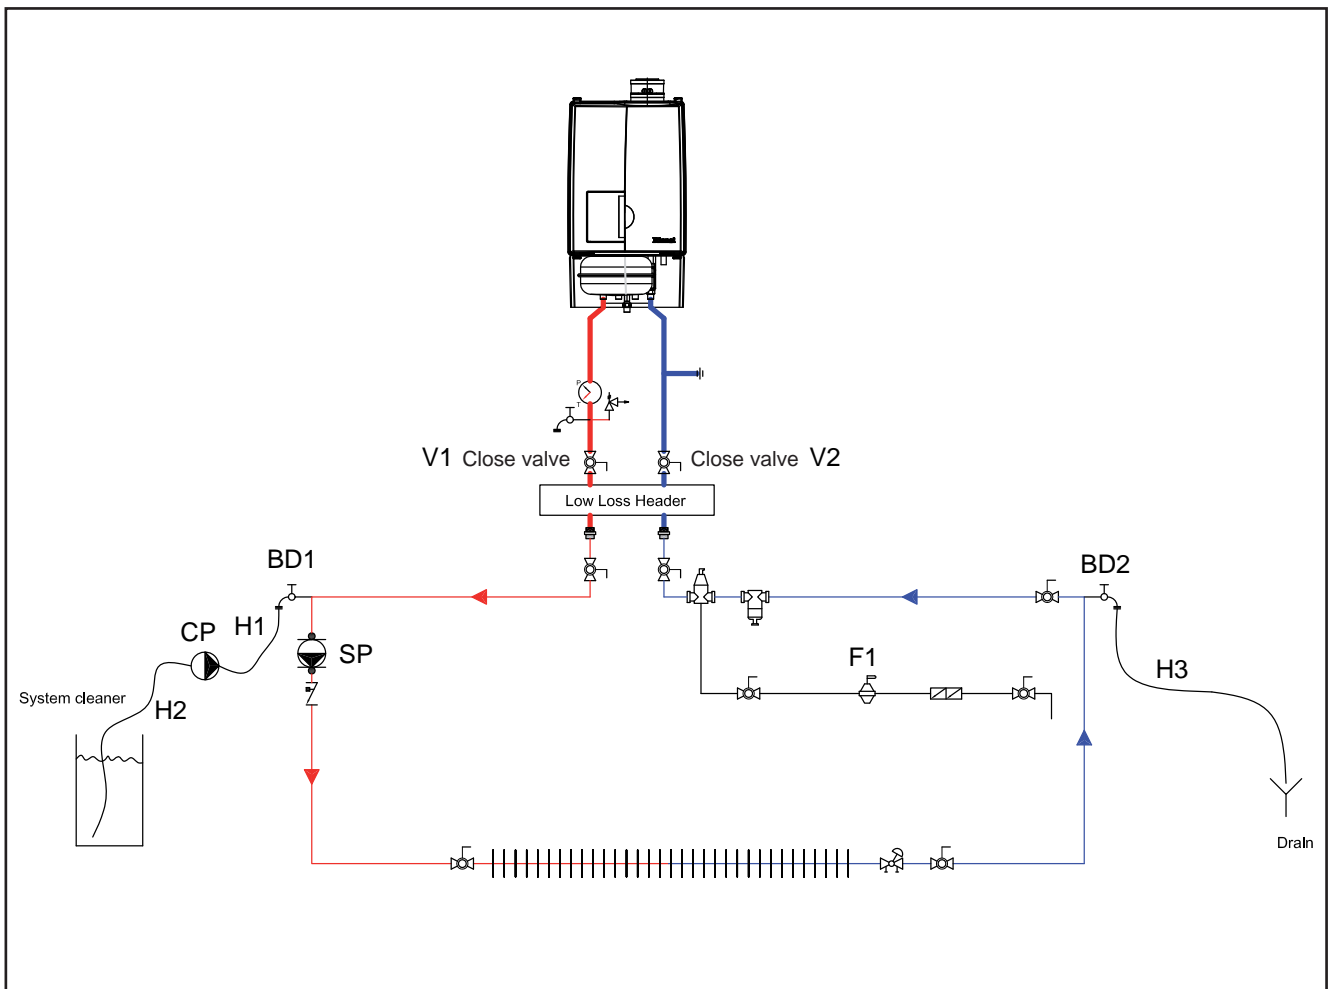 Rinnai
P
T
V1 Close valve
Close valve V2
Low Loss Header
BD1
BD2
CP
H1
SP
F1
H3
System cleaner
H2
Drain